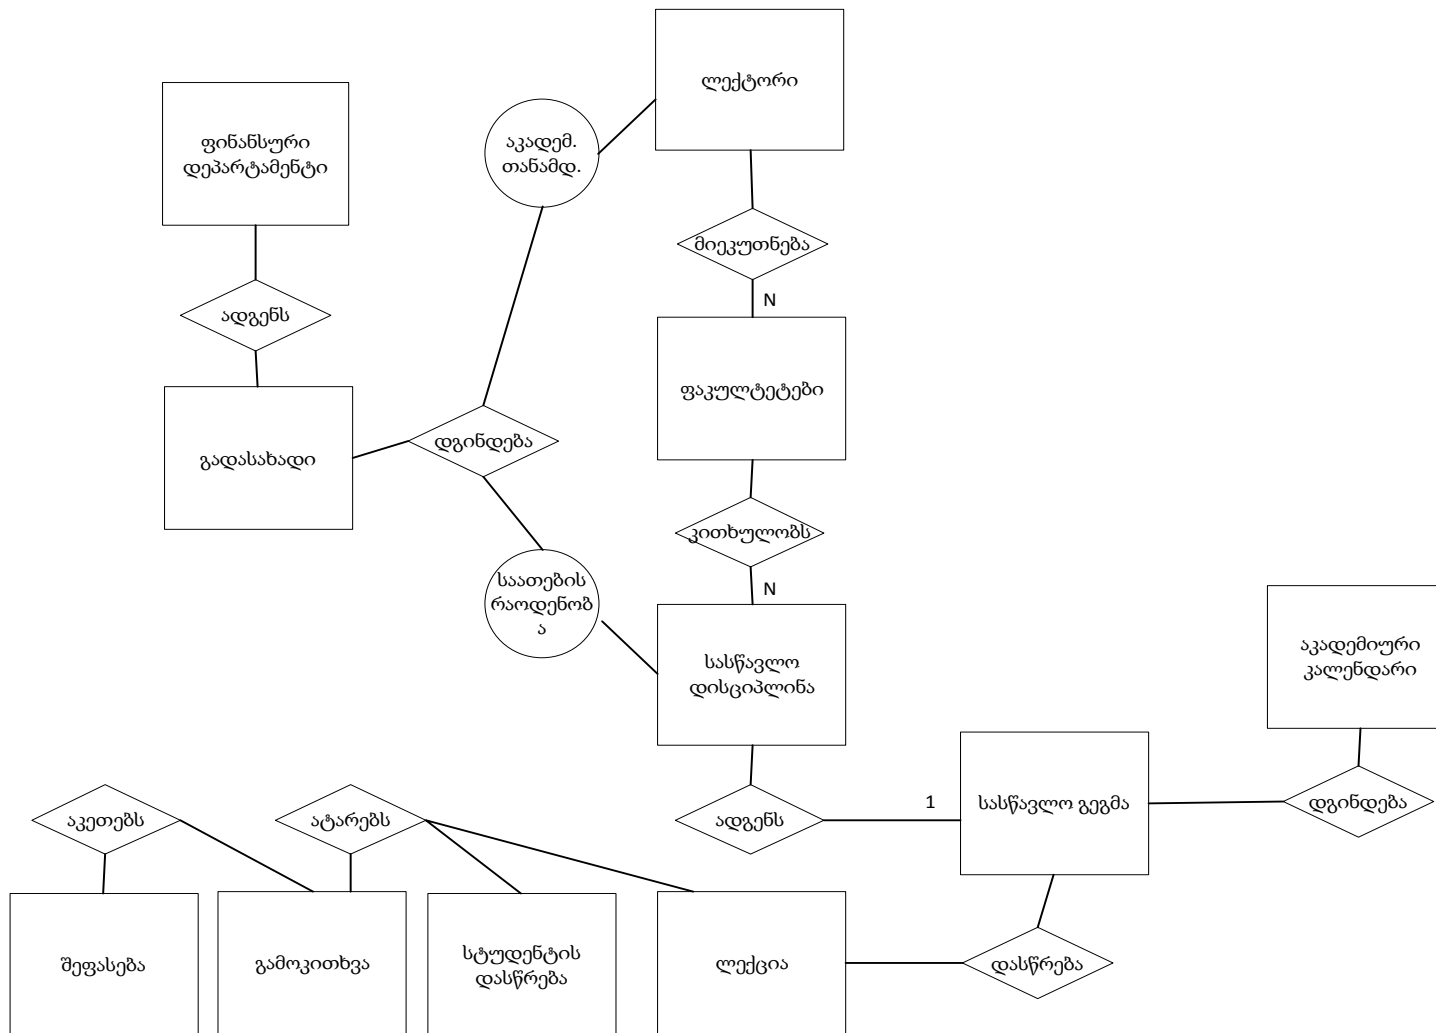 ლექტორი
ფინანსური
დეპარტამენტი
აკადემ.
თანამდ.
მიეკუთნება
N
ადგენს
ფაკულტეტები
გადასახადი
დგინდება
კითხულობს
N
საათების
რაოდენობ
ა
სასწავლო
დისციპლინა
აკადემიური
კალენდარი
აკეთებს
ატარებს
ადგენს
1
სასწავლო გეგმა
დგინდება
შეფასება
გამოკითხვა
სტუდენტის
დასწრება
ლექცია
დასწრება